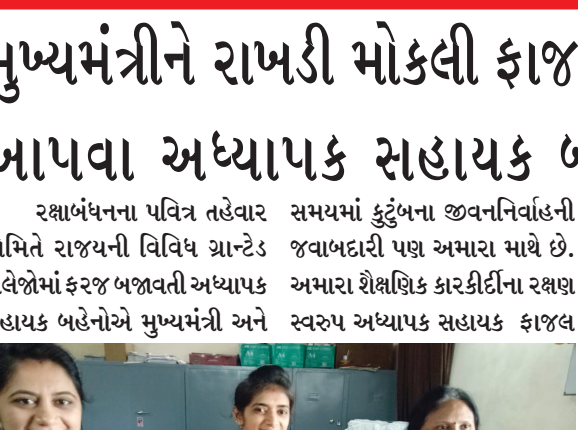 મુખ્યમંત્રીને રાખડી મોકલી ફાજ
આપવા અધ્યાપક સહાયક
રક્ષાબંધનના પવિત્ર તહેવાર
મિતે રાજયની વિવિધ ગ્રાન્ટેડ
લેજોમાં ફરજ બજાવતી અધ્યાપક
હાયક બહેનોએ મુખ્યમંત્રી અને
સમયમાં કુટુંબના જીવનનિર્વાહની
જવાબદારી પણ અમારા માથે છે.
અમારા શૈક્ષણિક કારકીર્દીના રક્ષણ
સ્વરુપ અધ્યાપક સહાયક ફાજલ